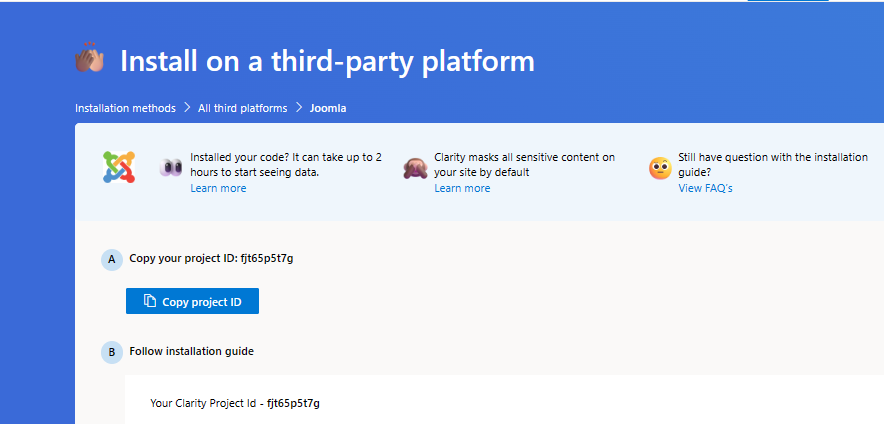 Install on a third-party platform
Installation methods > All third platforms > Joomla
Installed your code? It can take up to 2
hours to start seeing data.
Learn more
Clarity masks all sensitive content on
your site by default
Learn more
Still have question with the installation
guide?
View FAQ's
A Copy your project ID: fjt65p5t7g
Copy project ID
B Follow installation guide
Your Clarity Project Id - fjt65p5t7g